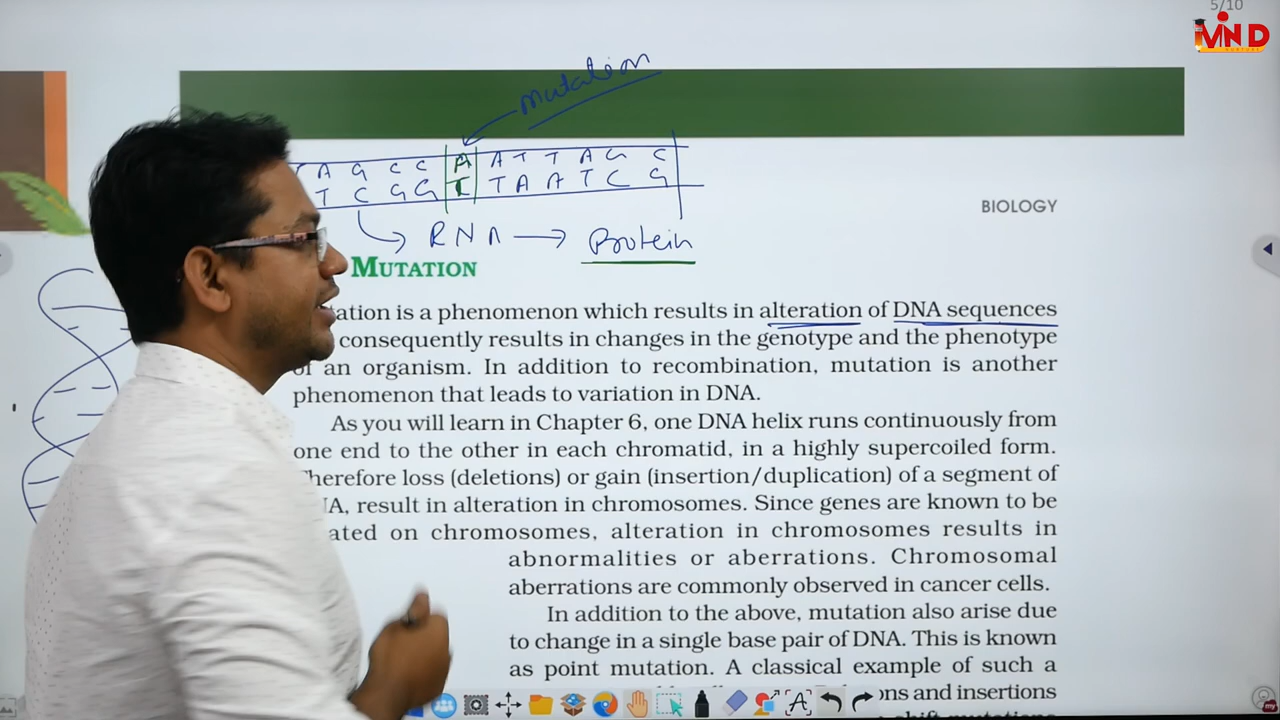 5/10
MIND
Mutation
T A G C C A A T T A G C
T C G G T T A A T C G
RNA → Protein
BIOLOGY
MUTATION
tation is a phenomenon which results in alteration of DNA sequences
consequently results in changes in the genotype and the phenotype
of an organism. In addition to recombination, mutation is another
phenomenon that leads to variation in DNA.
As you will learn in Chapter 6, one DNA helix runs continuously from
one end to the other in each chromatid, in a highly supercoiled form.
Therefore loss (deletions) or gain (insertion/duplication) of a segment of
NA, result in alteration in chromosomes. Since genes are known to be
ated on chromosomes, alteration in chromosomes results in
abnormalities or aberrations. Chromosomal
aberrations are commonly observed in cancer cells.
In addition to the above, mutation also arise due
to change in a single base pair of DNA. This is known
as point mutation. A classical example of such a
ns and insertions